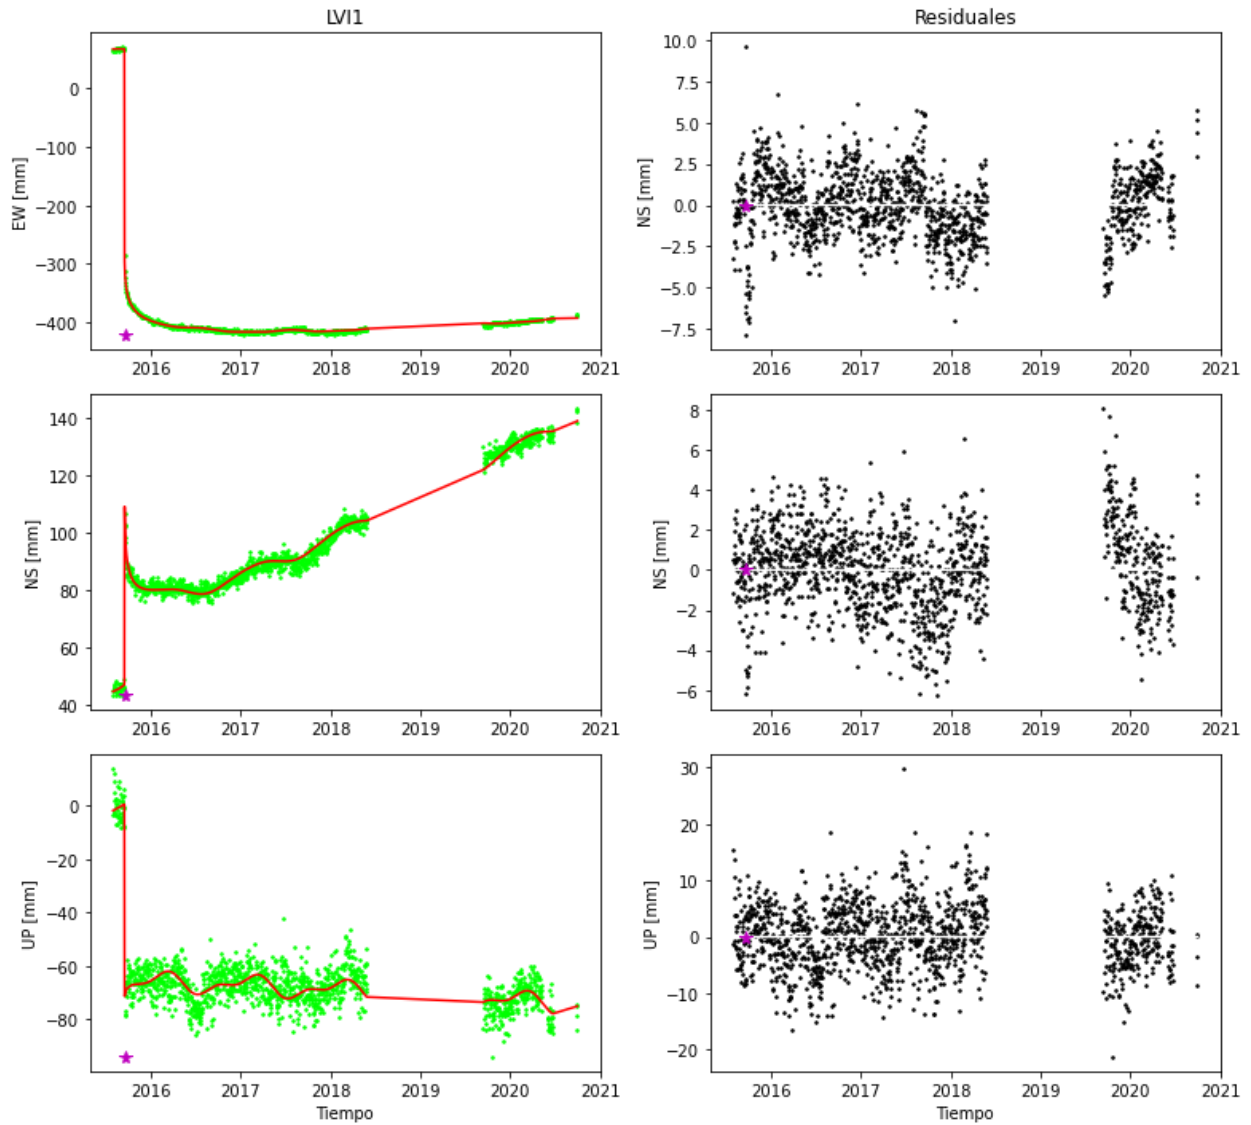 LVI1
EW [mm]
0
−100
−200
−300
−400
2016 2017 2018 2019 2020 2021
Residuales
NS [mm]
10.0
7.5
5.0
2.5
0.0
−2.5
−5.0
−7.5
2016 2017 2018 2019 2020 2021
NS [mm]
140
120
100
80
60
40
2016 2017 2018 2019 2020 2021
NS [mm]
8
6
4
2
0
−2
−4
−6
2016 2017 2018 2019 2020 2021
UP [mm]
0
−20
−40
−60
−80
2016 2017 2018 2019 2020 2021
Tiempo
UP [mm]
30
20
10
0
−10
−20
2016 2017 2018 2019 2020 2021
Tiempo